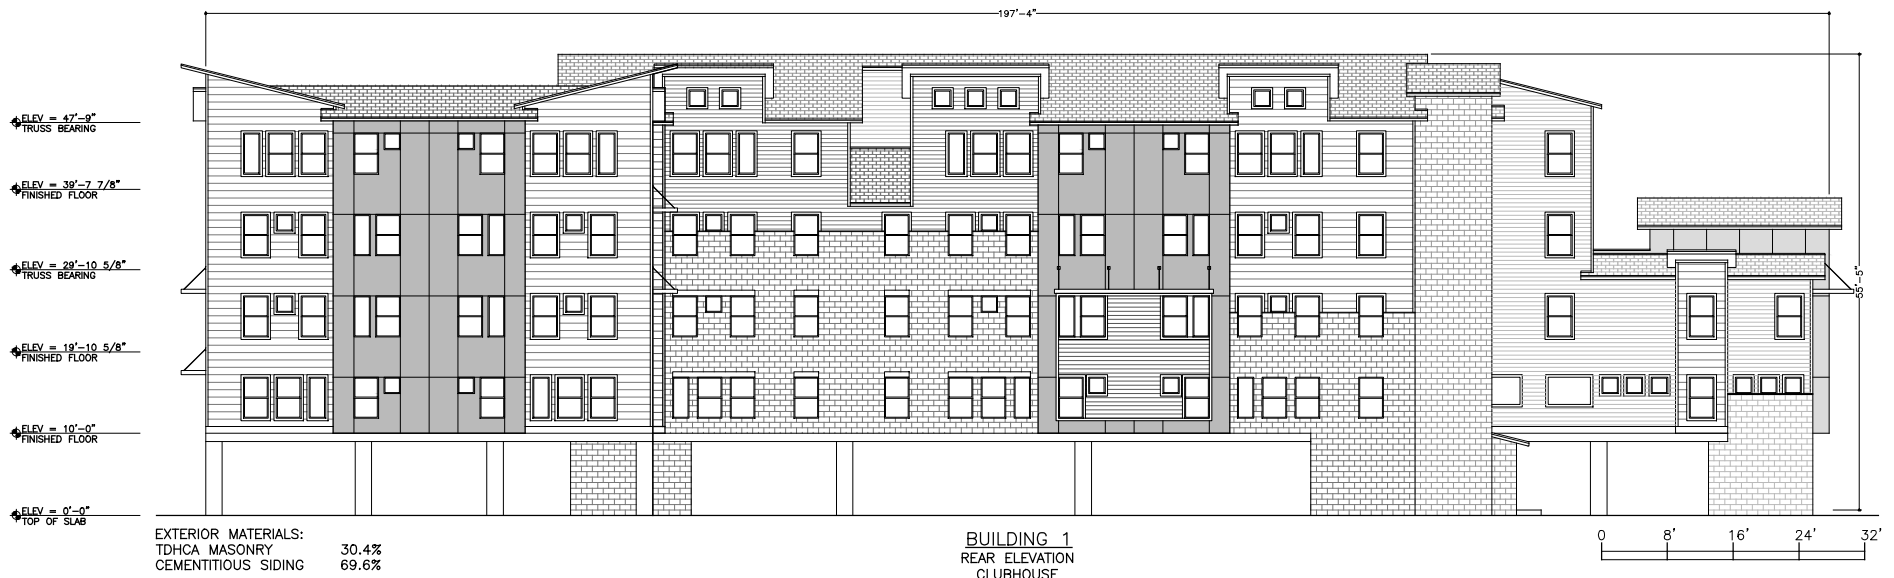 197'-4"
ELEV = 47'-9"
TRUSS BEARING
ELEV = 39'-7 7/8"
FINISHED FLOOR
ELEV = 29'-10 5/8"
TRUSS BEARING
55'-5"
ELEV = 19'-10 5/8"
FINISHED FLOOR
ELEV = 10'-0"
FINISHED FLOOR
ELEV = 0'-0"
TOP OF SLAB
EXTERIOR MATERIALS:
TDHCA MASONRY 30.4%
CEMENTITIOUS SIDING 69.6%
BUILDING 1
REAR ELEVATION
CLUBHOUSE
0 8' 16' 24' 32'